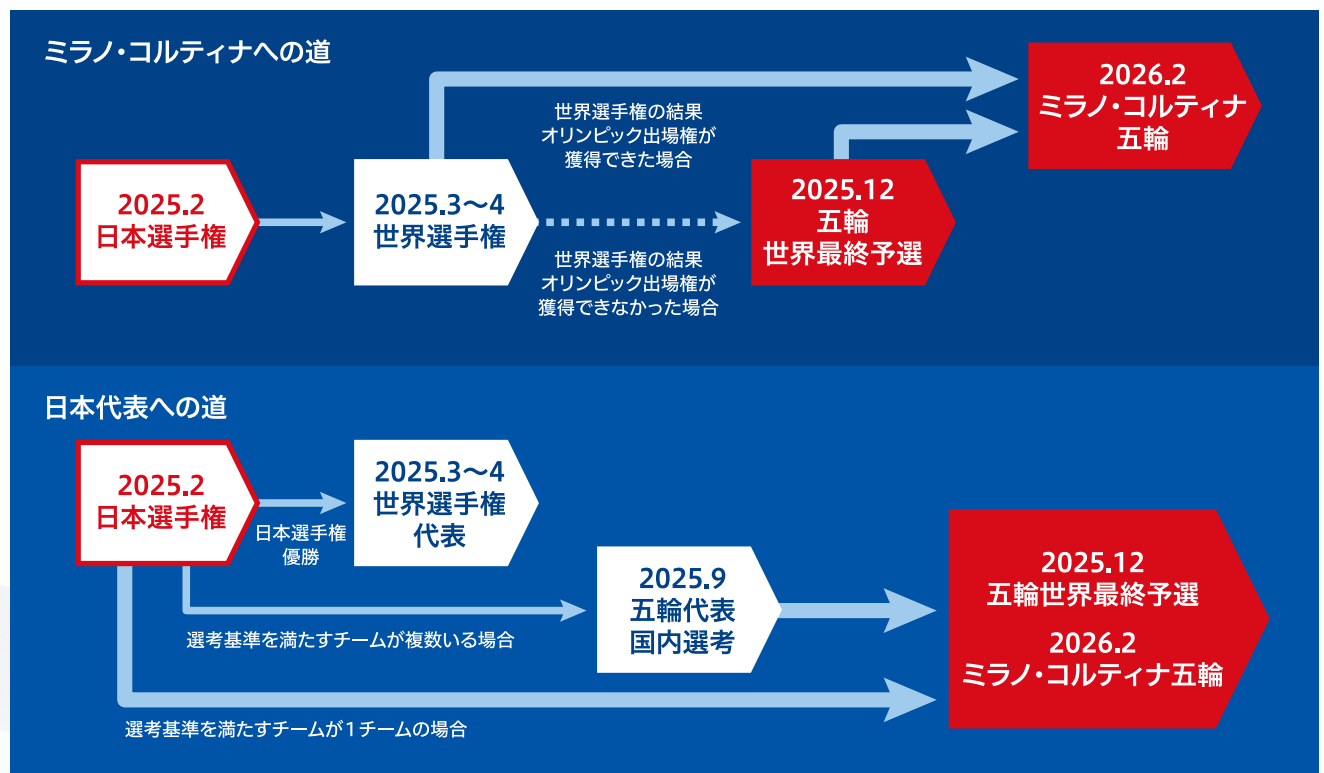 ミラノ・コルティナへの道
2025.2
日本選手権
2025.3〜4
世界選手権
世界選手権の結果
オリンピック出場権が
獲得できた場合
世界選手権の結果
オリンピック出場権が
獲得できなかった場合
2025.12
五輪
世界最終予選
2026.2
ミラノ・コルティナ
五輪
日本代表への道
2025.2
日本選手権
日本選手権
優勝
2025.3〜4
世界選手権
代表
選考基準を満たすチームが複数いる場合
2025.9
五輪代表
国内選考
選考基準を満たすチームが1チームの場合
2025.12
五輪世界最終予選
2026.2
ミラノ・コルティナ五輪